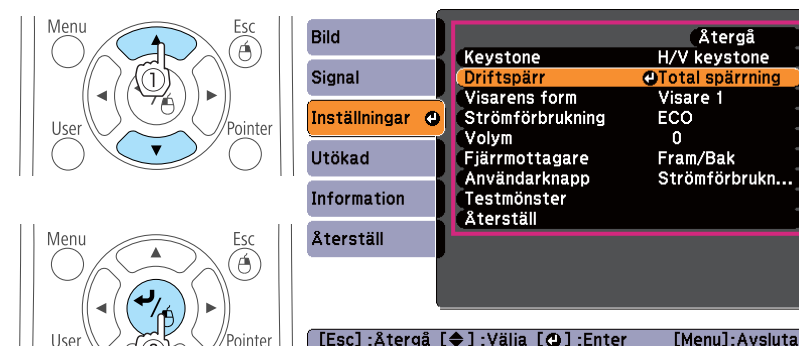 Menu
Esc
1
User
Pointer
Menu
Esc
User
Pointer
Bild
Signal
Inställningar
Utökad
Information
Återställ
Återgå
Keystone H/V keystone
Driftspärr Total spärrning
Visarens form Visare 1
Strömförbrukning ECO
Volym 0
Fjärrmottagare Fram/Bak
Användarknapp Strömförbrukn...
Testmönster
Återställ
[Esc] :Återgå [ ] :Välja [ ] :Enter [Menu]:Avsluta